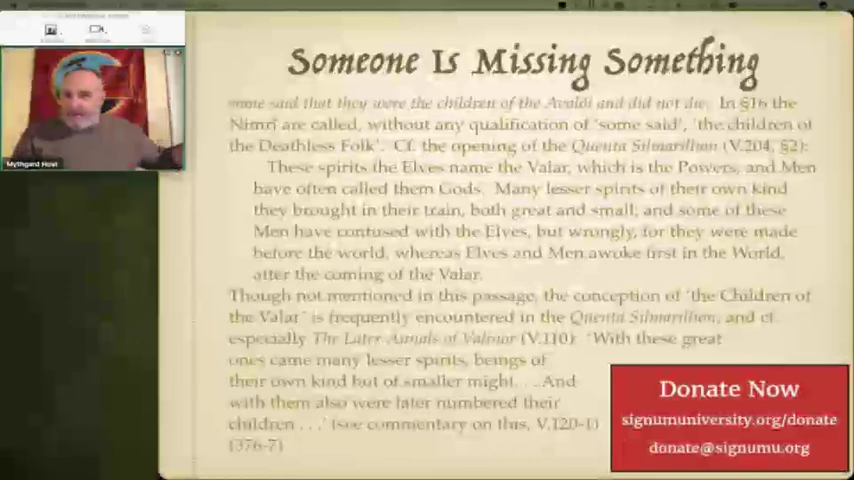 Someone Is Missing Something
some said that they were the children of the Avalôi and did not die. In §16 the
Nimrî are called, without any qualification of 'some said', 'the children of
the Deathless Folk'. Cf. the opening of the Quenta Silmarillion (V.204, §2):
These spirits the Elves name the Valar, which is the Powers, and Men
have often called them Gods. Many lesser spirits of their own kind
they brought in their train, both great and small; and some of these
Men have confused with the Elves, but wrongly, for they were made
before the world, whereas Elves and Men awoke first in the World,
after the coming of the Valar.
Though not mentioned in this passage, the conception of 'the Children of
the Valar' is frequently encountered in the Quenta Silmarillion, and cf.
especially The Later Annals of Valinor (V.110): 'With these great
ones came many lesser spirits, beings of
their own kind but of smaller might. . . And
with them also were later numbered their
children . . .' (see commentary on this, V.120-1)
(376-7)
Mythgard Host
Donate Now
signumuniversity.org/donate
donate@signumu.org